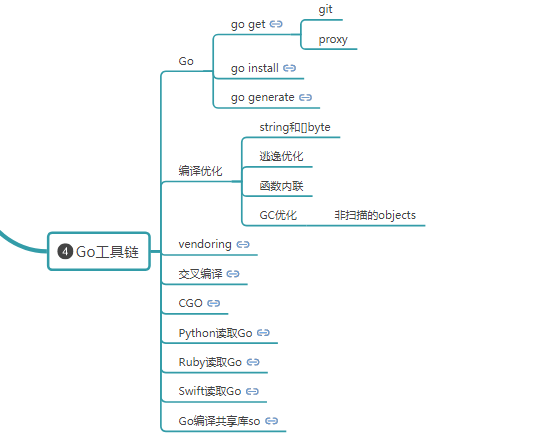 git
go get
proxy
Go
go install
go generate
string和[]byte
逃逸优化
编译优化
函数内联
GC优化
非扫描的objects
4 Go工具链
vendoring
交叉编译
CGO
Python读取Go
Ruby读取Go
Swift读取Go
Go编译共享库so